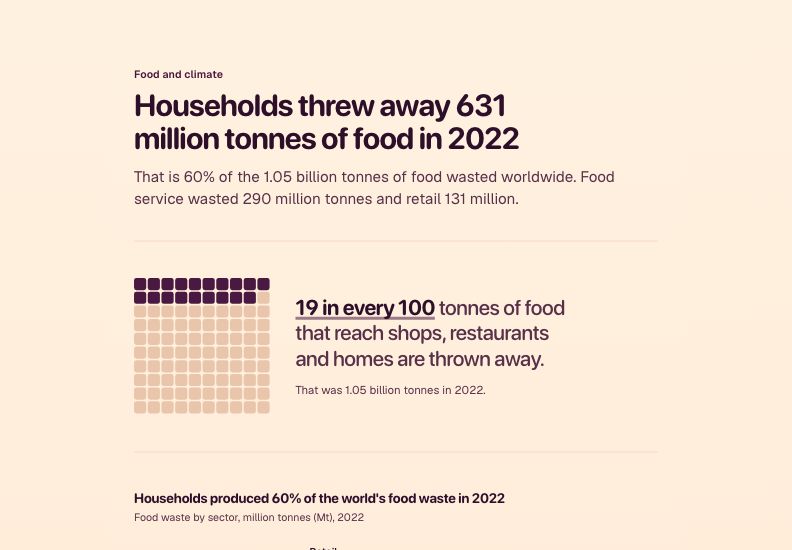 Food and climate
Households threw away 631
million tonnes of food in 2022
That is 60% of the 1.05 billion tonnes of food wasted worldwide. Food
service wasted 290 million tonnes and retail 131 million.
19 in every 100 tonnes of food
that reach shops, restaurants
and homes are thrown away.
That was 1.05 billion tonnes in 2022.
Households produced 60% of the world's food waste in 2022
Food waste by sector, million tonnes (Mt), 2022